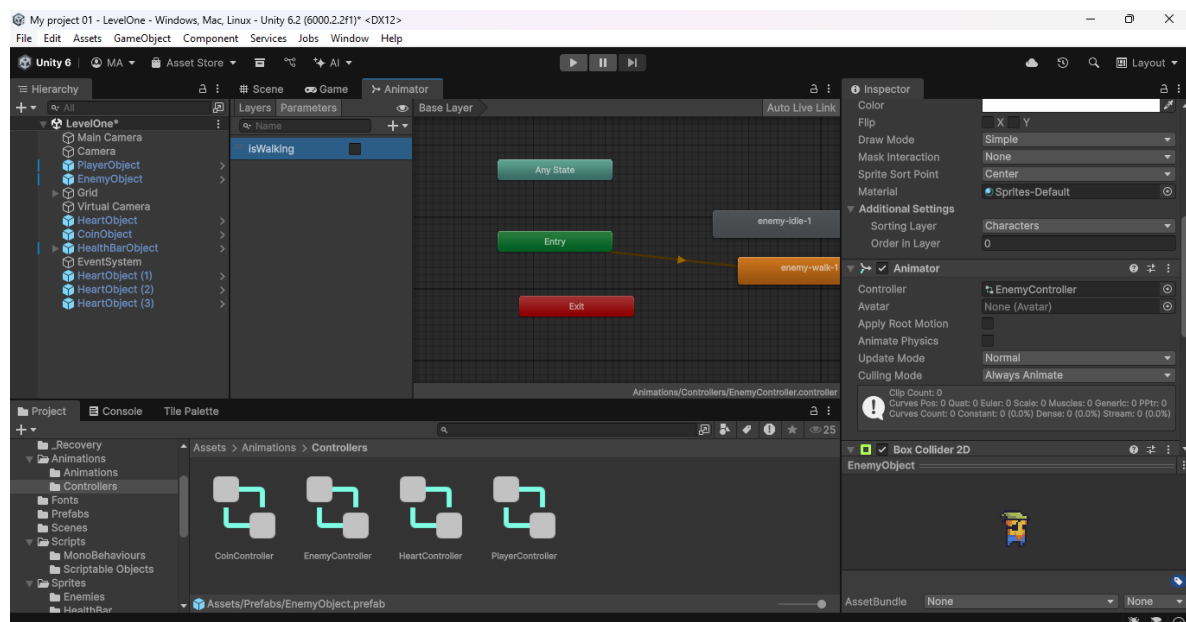 My project 01 - LevelOne - Windows, Mac, Linux - Unity 6.2 (6000.2.2f1)* <DX12>
File Edit Assets GameObject Component Services Jobs Window Help
Unity 6 MA Asset Store AI Layout
Hierarchy
All
LevelOne*
Main Camera
Camera
PlayerObject
EnemyObject
Grid
Virtual Camera
HeartObject
CoinObject
HealthBarObject
EventSystem
HeartObject (1)
HeartObject (2)
HeartObject (3)
Scene Game Animator
Layers Parameters Base Layer Auto Live Link
Name
isWalking
Any State
enemy-idle-1
Entry
enemy-walk-1
Exit
Animations/Controllers/EnemyController.controller
Inspector
Color
Flip X Y
Draw Mode Simple
Mask Interaction None
Sprite Sort Point Center
Material Sprites-Default
Additional Settings
Sorting Layer Characters
Order in Layer 0
Animator
Controller EnemyController
Avatar None (Avatar)
Apply Root Motion
Animate Physics
Update Mode Normal
Culling Mode Always Animate
Clip Count: 0
Curves Pos: 0 Quat: 0 Euler: 0 Scale: 0 Muscles: 0 Generic: 0 PPtr: 0
Curves Count: 0 Constant: 0 (0.0%) Dense: 0 (0.0%) Stream: 0 (0.0%)
Box Collider 2D
EnemyObject
AssetBundle None None
Project Console Tile Palette
25
_Recovery
Animations
Animations
Controllers
Fonts
Prefabs
Scenes
Scripts
MonoBehaviours
Scriptable Objects
Sprites
Enemies
HealthBar
Assets > Animations > Controllers
CoinController EnemyController HeartController PlayerController
Assets/Prefabs/EnemyObject.prefab